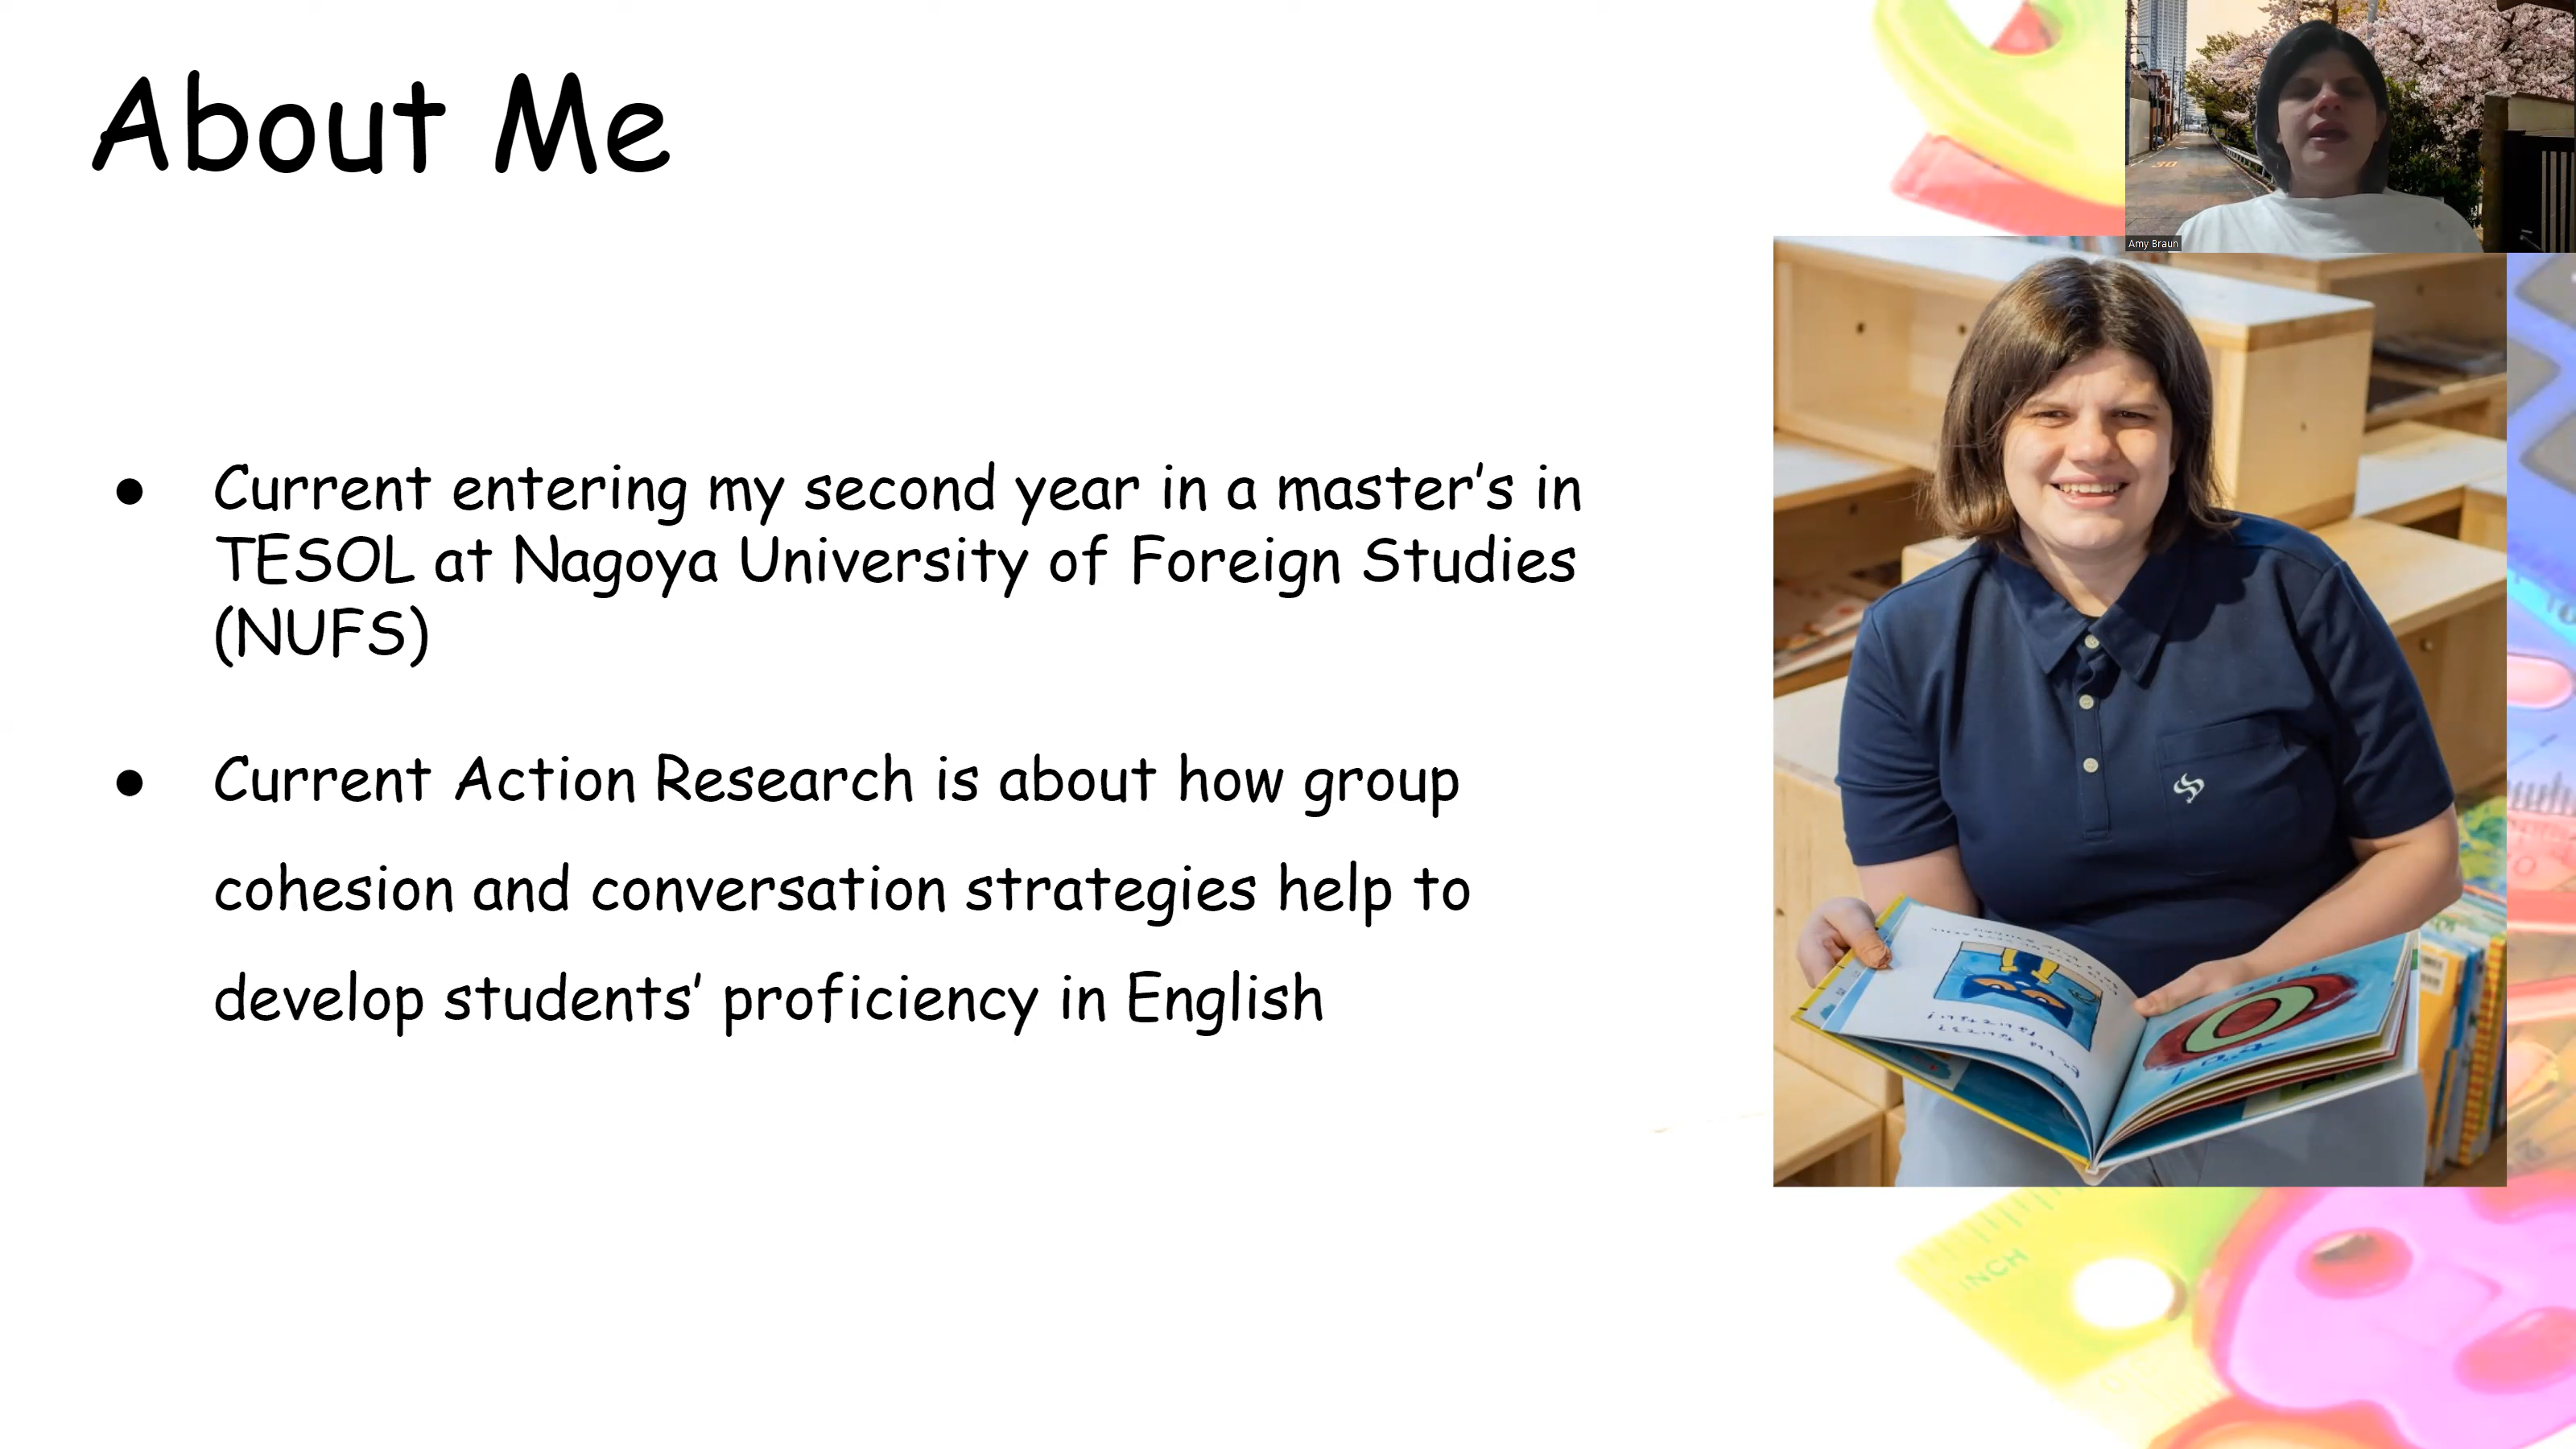 About Me
Amy Braun
● Current entering my second year in a master's in
TESOL at Nagoya University of Foreign Studies
(NUFS)
● Current Action Research is about how group
cohesion and conversation strategies help to
develop students' proficiency in English
INCH
30